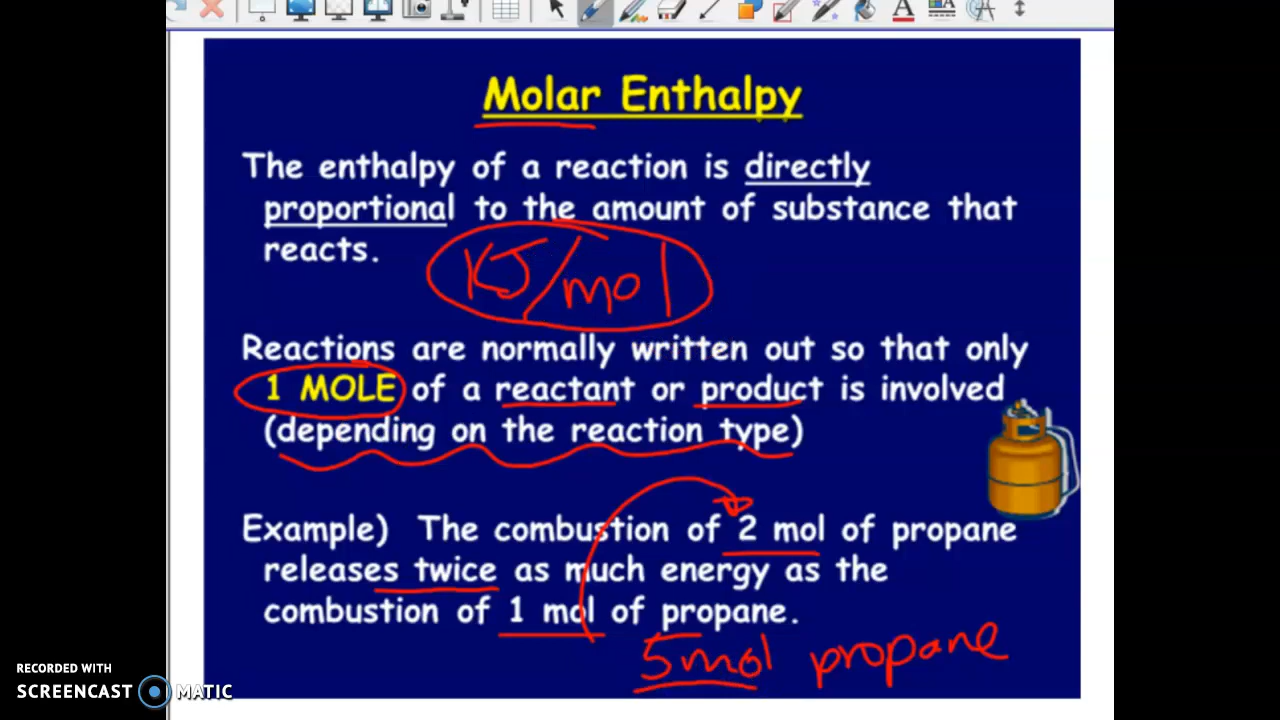 Molar Enthalpy
The enthalpy of a reaction is directly
proportional to the amount of substance that
reacts.
KJ/mol
Reactions are normally written out so that only
1 MOLE of a reactant or product is involved
(depending on the reaction type)
Example) The combustion of 2 mol of propane
releases twice as much energy as the
combustion of 1 mol of propane.
5mol propane
RECORDED WITH
SCREENCAST MATIC